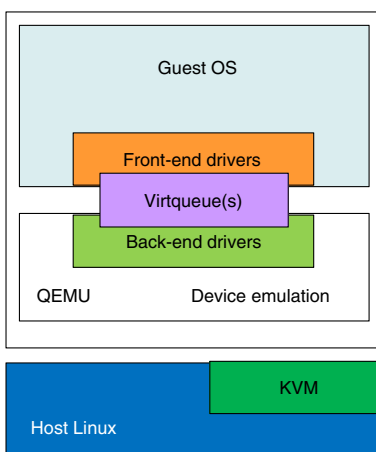 Guest OS
Front-end drivers
Virtqueue(s)
Back-end drivers
QEMU Device emulation
KVM
Host Linux